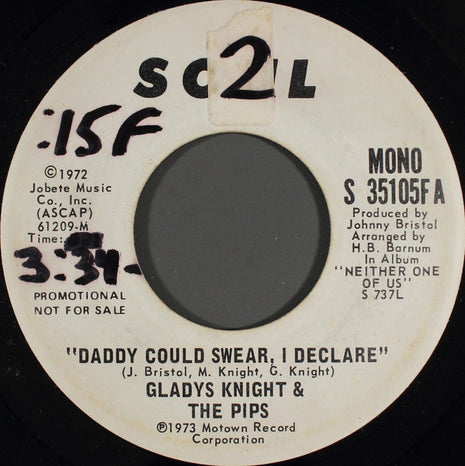 SOUL
2
:15F
©1972
Jobete Music
Co., Inc.
(ASCAP)
61209-M
Time:
3:34-
PROMOTIONAL
NOT FOR SALE
MONO
S 35105FA
Produced by
Johnny Bristol
Arranged by
H.B. Barnum
In Album
"NEITHER ONE
OF US"
S 737L
"DADDY COULD SWEAR, I DECLARE"
(J. Bristol, M. Knight, G. Knight)
GLADYS KNIGHT &
THE PIPS
℗1973 Motown Record
Corporation